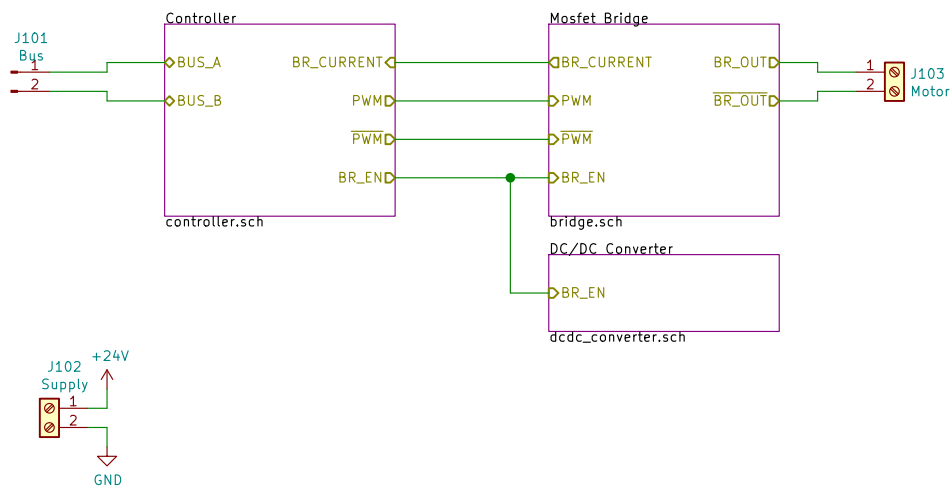 Controller
Mosfet Bridge
J101
Bus
1
2
BUS_A
BUS_B
BR_CURRENT
PWM
PWM
BR_EN
BR_CURRENT
PWM
PWM
BR_EN
BR_OUT
BR_OUT
1
2
J103
Motor
controller.sch
bridge.sch
DC/DC Converter
BR_EN
dcdc_converter.sch
J102
Supply
+24V
1
2
GND